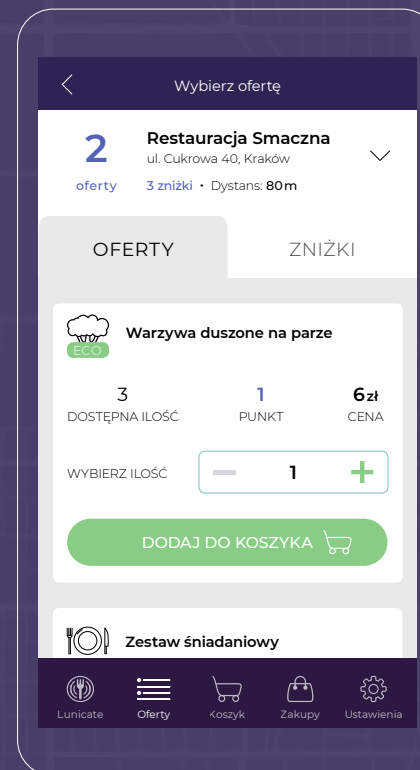 Wybierz ofertę
2
oferty
Restauracja Smaczna
ul. Cukrowa 40, Kraków
3 zniżki • Dystans: 80m
OFERTY
ZNIŻKI
ECO
Warzywa duszone na parze
3
DOSTĘPNA ILOŚĆ
1
PUNKT
6 zł
CENA
WYBIERZ ILOŚĆ
1
DODAJ DO KOSZYKA
Zestaw śniadaniowy
Lunicate
Oferty
Koszyk
Zakupy
Ustawienia